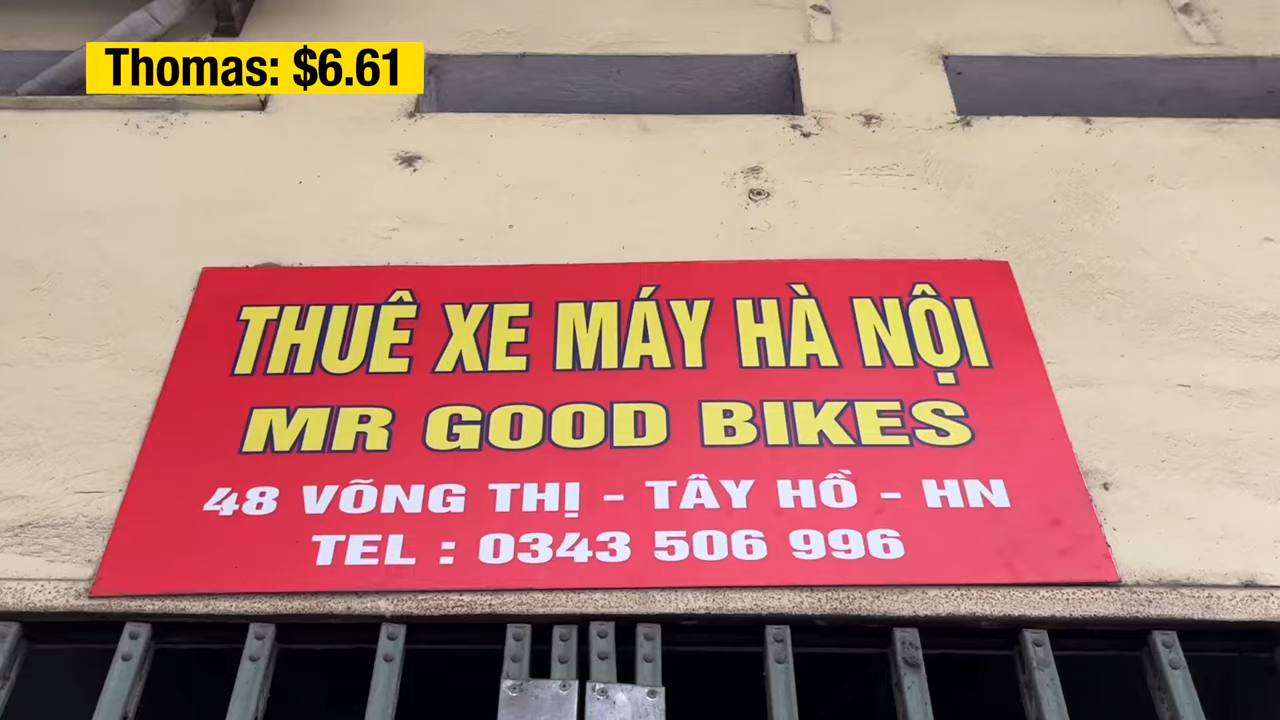 Thomas: $6.61
THUÊ XE MÁY HÀ NỘI
MR GOOD BIKES
48 VÕNG THỊ - TÂY HỒ - HN
TEL : 0343 506 996